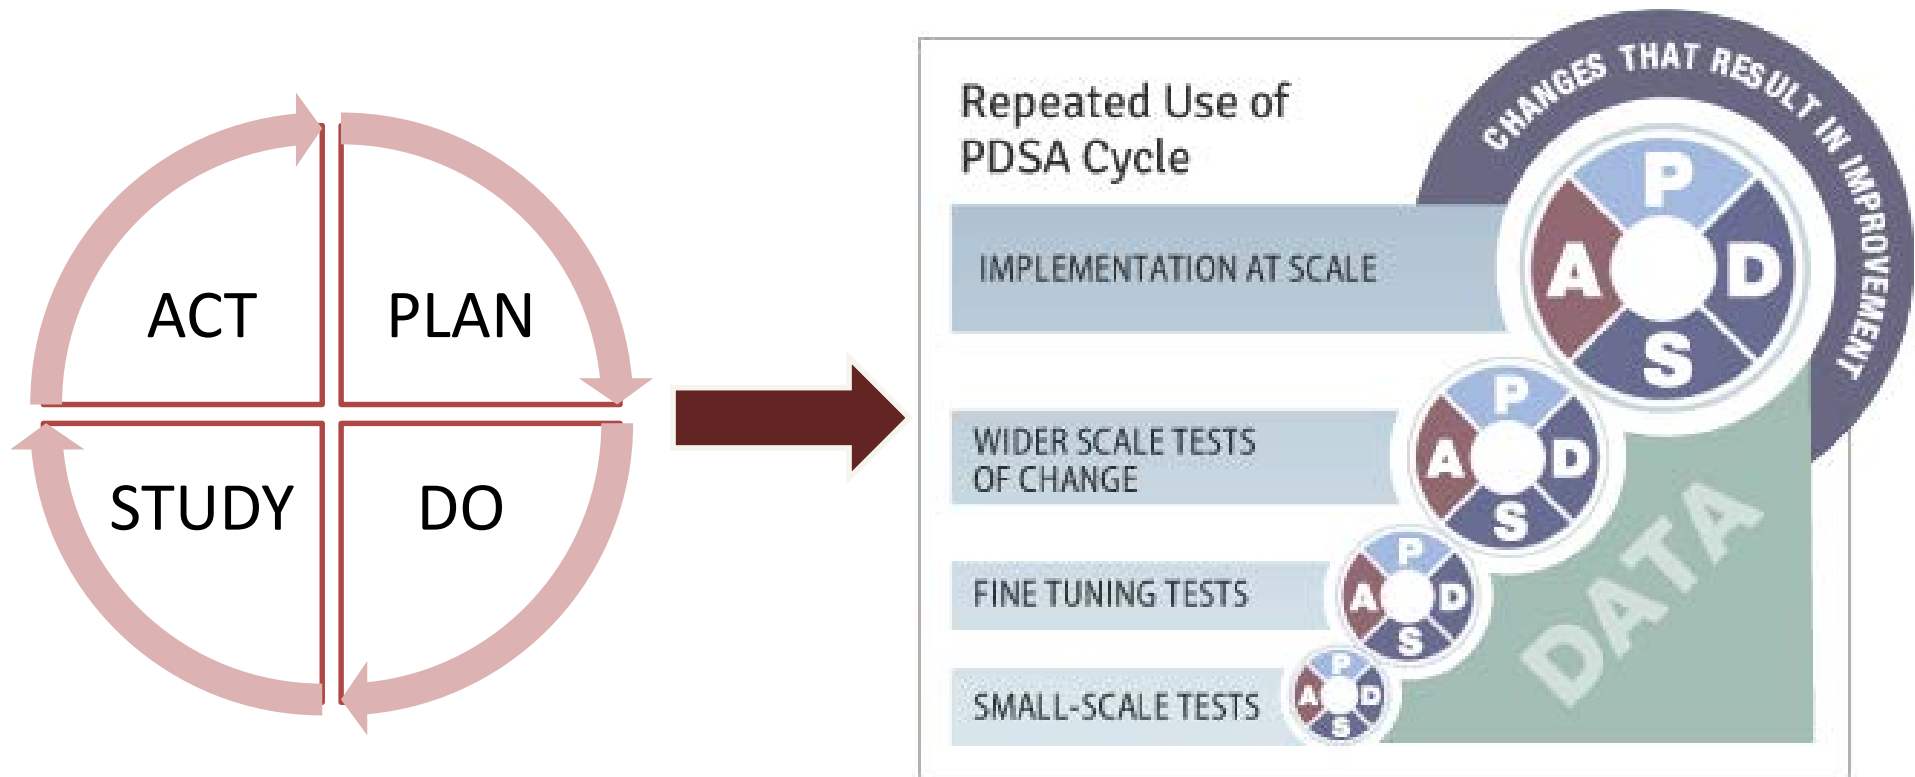 ACT
PLAN
STUDY
DO
Repeated Use of
PDSA Cycle
CHANGES THAT RESULT IN IMPROVEMENT
IMPLEMENTATION AT SCALE
P
A
D
S
WIDER SCALE TESTS
OF CHANGE
P
A
D
S
FINE TUNING TESTS
P
A
D
S
SMALL-SCALE TESTS
P
A
D
S
DATA